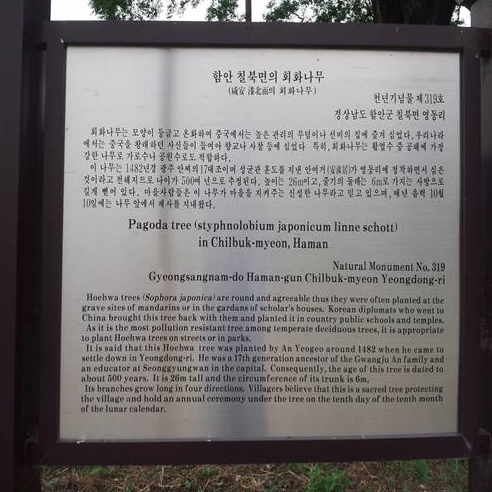 함안 칠북면의 회화나무
(咸安 漆北面의 회화나무)
천년기념물 제319호
경상남도 함안군 칠북면 영동리
회화나무는 모양이 둥글고 온화하여 중국에서는 높은 관리의 무덤이나 선비의 집에 즐겨 심었다. 우리나라
에서는 중국을 왕래하던 사신들이 들여와 향교나 사찰 등에 심었다 특히, 회화나무는 활엽수 중 공해에 가장
강한 나무로 가로수나 공원수로도 적합하다.
이 나무는 1482년경 광주 안씨의17대조이며 성균관 훈도를 지낸 안여거(安汝居)가 영동리에 정착하면서 심은
것이라고 전해지므로 나이가 500여 년으로 추정된다. 높이는 26m이고, 줄기의 둘레는 6m로 가지는 사방으로
길게 뻗어 있다. 마을사람들은 이 나무가 마을을 지켜주는 신성한 나무라고 믿고 있으며, 매년 음력 10월
10일에는 나무 앞에서 제사를 지내왔다.
Pagoda tree (styphnolobium japonicum linne schott)
in Chilbuk-myeon, Haman
Natural Monument No. 319
Gyeongsangnam-do Haman-gun Chilbuk-myeon Yeongdong-ri
Hoehwa trees (Sophora japonica) are round and agreeable thus they were often planted at the
grave sites of mandarins or in the gardans of scholar's houses. Korean diplomats who went to
China brought this tree back with them and planted it in country public schools and temples.
As it is the most pollution resistant tree among temperate deciduous trees, it is appropriate
to plant Hoehwa trees on streets or in parks.
It is said that this Hoehwa tree was planted by An Yeogeo around 1482 when he came to
settle down in Yeongdong-ri. He was a 17th generation ancestor of the Gwangju An family and
an educator at Seonggyungwan in the capital. Consequently, the age of this tree is dated to
about 500 years. It is 26m tall and the circumference of its trunk is 6m.
Its branches grow long in four directions. Villagers believe that this is a sacred tree protecting
the village and hold an annual ceremony under the tree on the tenth day of the tenth month
of the lunar calendar.